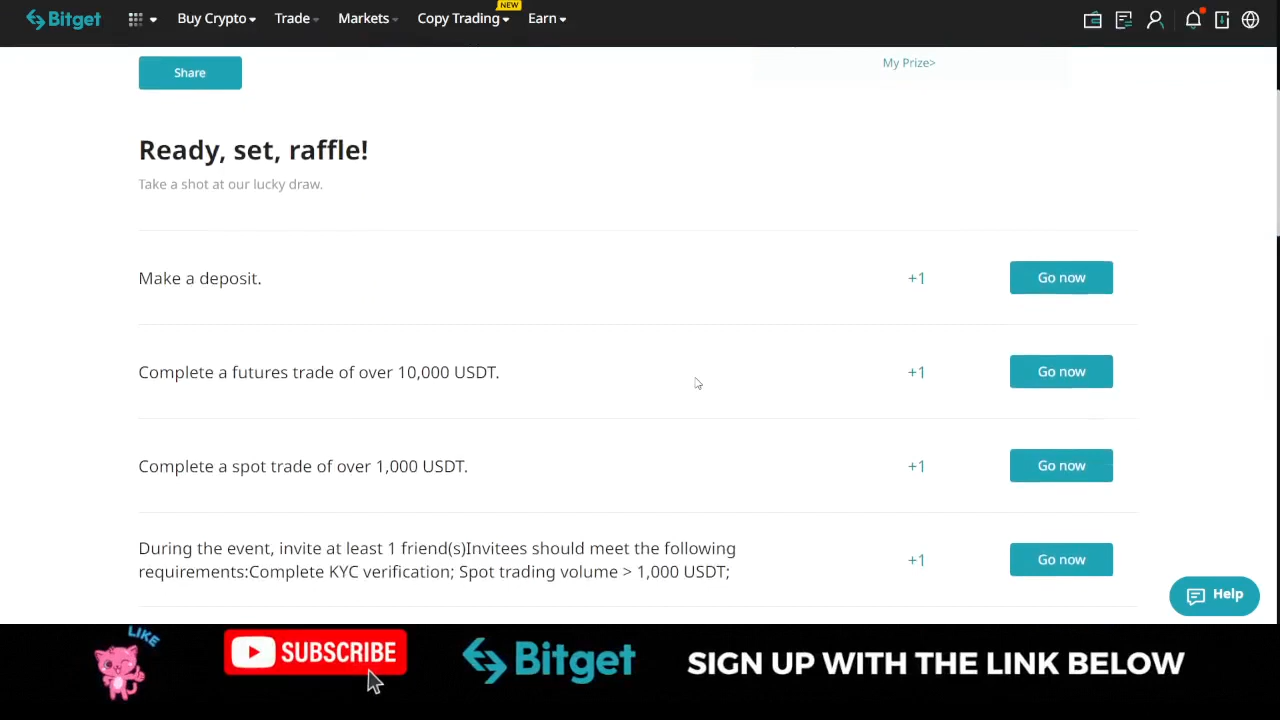 Bitget
Buy Crypto
Trade
Markets
Copy Trading
NEW
Earn
Share
My Prize>
Ready, set, raffle!
Take a shot at our lucky draw.
Make a deposit.
+1
Go now
Complete a futures trade of over 10,000 USDT.
+1
Go now
Complete a spot trade of over 1,000 USDT.
+1
Go now
During the event, invite at least 1 friend(s)Invitees should meet the following
requirements:Complete KYC verification; Spot trading volume > 1,000 USDT;
+1
Go now
Help
LIKE
SUBSCRIBE
Bitget
SIGN UP WITH THE LINK BELOW